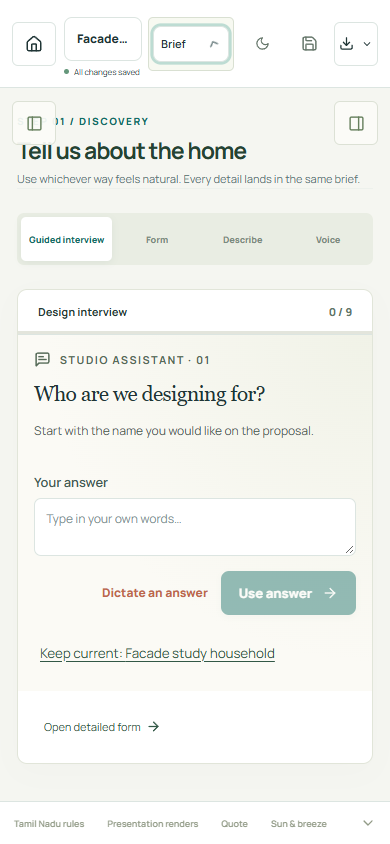 Facade…
Brief
All changes saved
01 / DISCOVERY
Tell us about the home
Use whichever way feels natural. Every detail lands in the same brief.
Guided interview
Form
Describe
Voice
Design interview
0 / 9
STUDIO ASSISTANT · 01
Who are we designing for?
Start with the name you would like on the proposal.
Your answer
Type in your own words…
Dictate an answer
Use answer
Keep current: Facade study household
Open detailed form
Tamil Nadu rules
Presentation renders
Quote
Sun & breeze